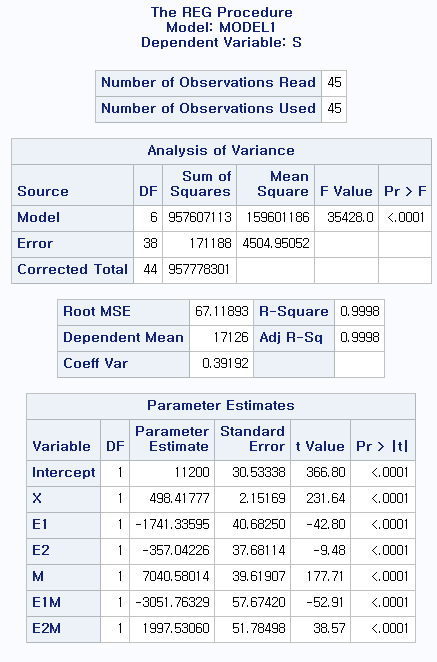 The REG Procedure
Model: MODEL1
Dependent Variable: S
Number of Observations Read 45
Number of Observations Used 45
Analysis of Variance
Source DF Sum of Squares Mean Square F Value Pr > F
Model 6 957607113 159601186 35428.0 <.0001
Error 38 171188 4504.95052
Corrected Total 44 957778301
Root MSE 67.11893 R-Square 0.9998
Dependent Mean 17126 Adj R-Sq 0.9998
Coeff Var 0.39192
Parameter Estimates
Variable DF Parameter Estimate Standard Error t Value Pr > |t|
Intercept 1 11200 30.53338 366.80 <.0001
X 1 498.41777 2.15169 231.64 <.0001
E1 1 -1741.33595 40.68250 -42.80 <.0001
E2 1 -357.04226 37.68114 -9.48 <.0001
M 1 7040.58014 39.61907 177.71 <.0001
E1M 1 -3051.76329 57.67420 -52.91 <.0001
E2M 1 1997.53060 51.78498 38.57 <.0001